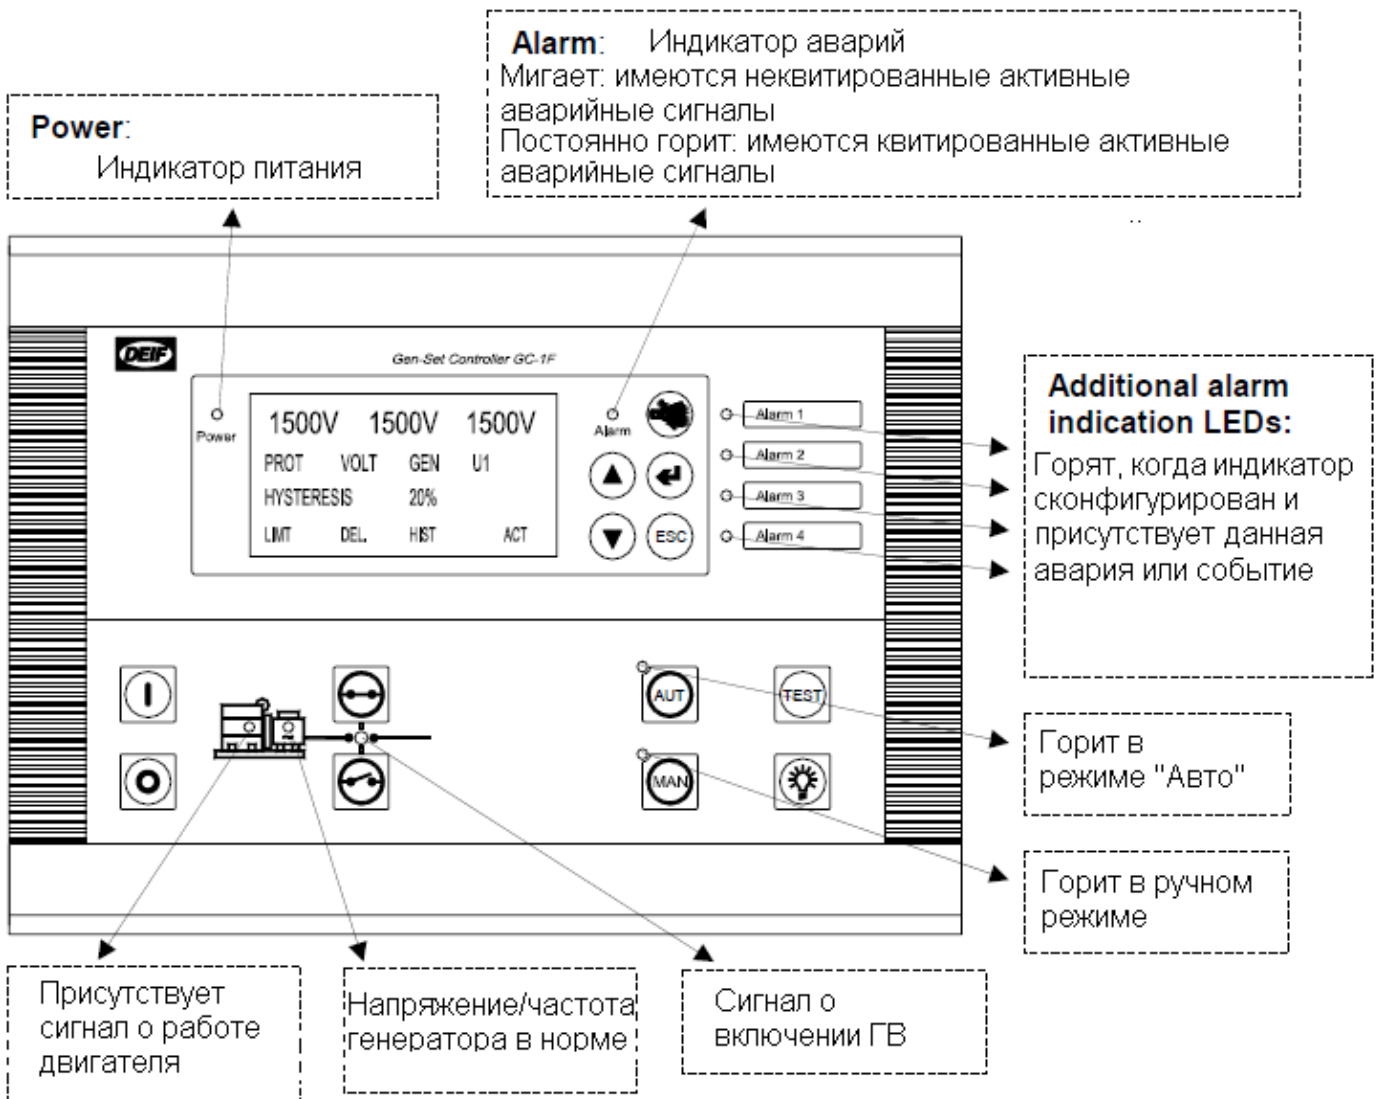 Alarm: Индикатор аварий
Мигает: имеются неквитированные активные
аварийные сигналы
Постоянно горит: имеются квитированные активные
аварийные сигналы
Power:
Индикатор питания
DEIF
Gen-Set Controller GC-1F
Power
1500V 1500V 1500V
PROT VOLT GEN U1
HYSTERESIS 20%
LIMT DEL. HIST ACT
Alarm
ESC
Alarm 1
Alarm 2
Alarm 3
Alarm 4
Additional alarm
indication LEDs:
Горят, когда индикатор
сконфигурирован и
присутствует данная
авария или событие
AUT
TEST
MAN
Горит в
режиме "Авто"
Горит в ручном
режиме
Присутствует
сигнал о работе
двигателя
Напряжение/частота
генератора в норме
Сигнал о
включении ГВ